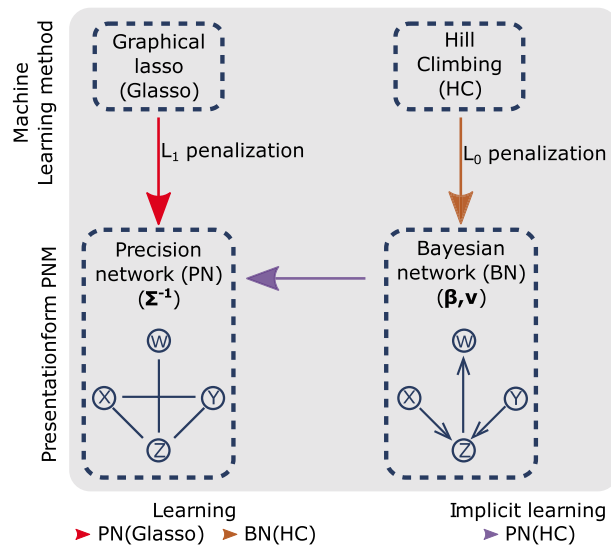 Machine
Learning method
Graphical
lasso
(Glasso)
Hill
Climbing
(HC)
L₁ penalization
L₀ penalization
Presentationform PNM
Precision
network (PN)
(Σ⁻¹)
W
X
Y
Z
Bayesian
network (BN)
(β,ν)
W
X
Y
Z
Learning
PN(Glasso) BN(HC)
Implicit learning
PN(HC)